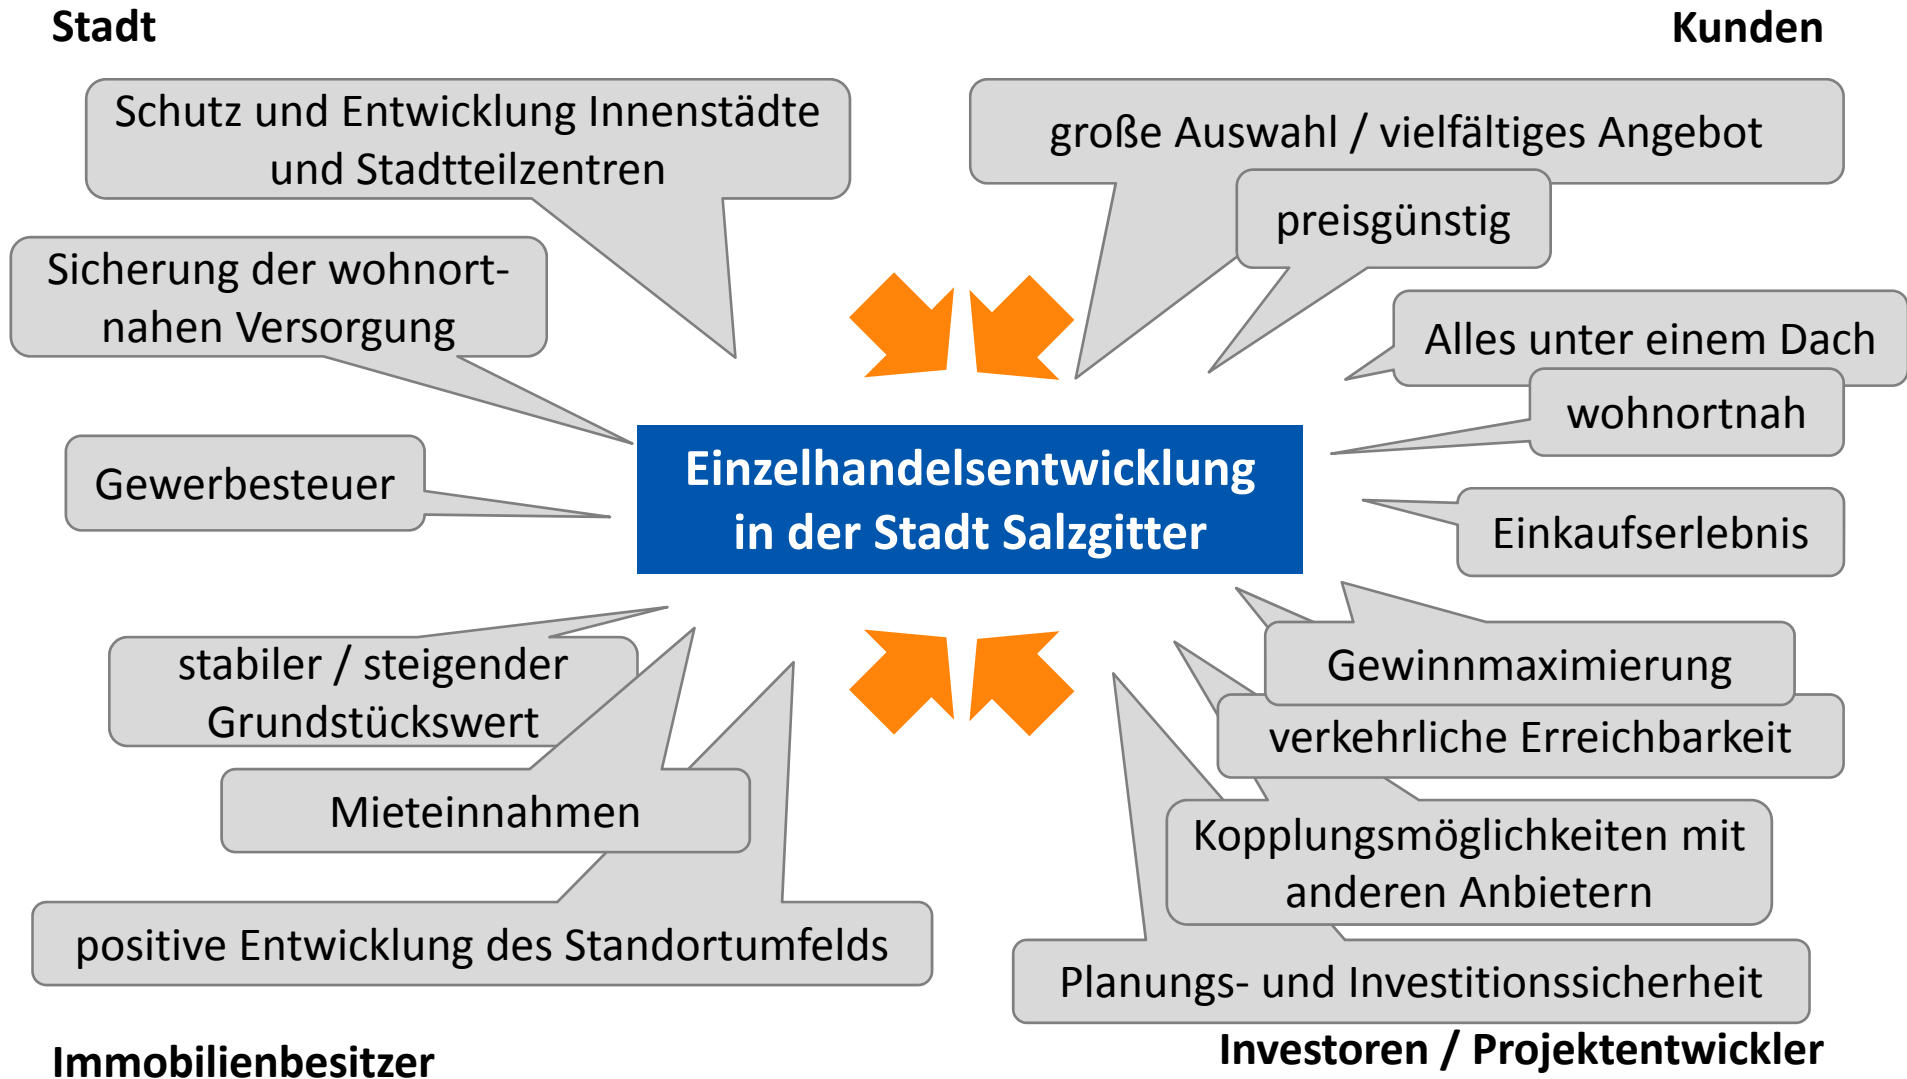 Stadt
Kunden
Schutz und Entwicklung Innenstädte
und Stadtteilzentren
große Auswahl / vielfältiges Angebot
preisgünstig
Sicherung der wohnort-
nahen Versorgung
Alles unter einem Dach
wohnortnah
Gewerbesteuer
Einzelhandelsentwicklung
in der Stadt Salzgitter
Einkaufserlebnis
stabiler / steigender
Grundstückswert
Gewinnmaximierung
verkehrliche Erreichbarkeit
Mieteinnahmen
Kopplungsmöglichkeiten mit
anderen Anbietern
positive Entwicklung des Standortumfelds
Planungs- und Investitionssicherheit
Immobilienbesitzer
Investoren / Projektentwickler